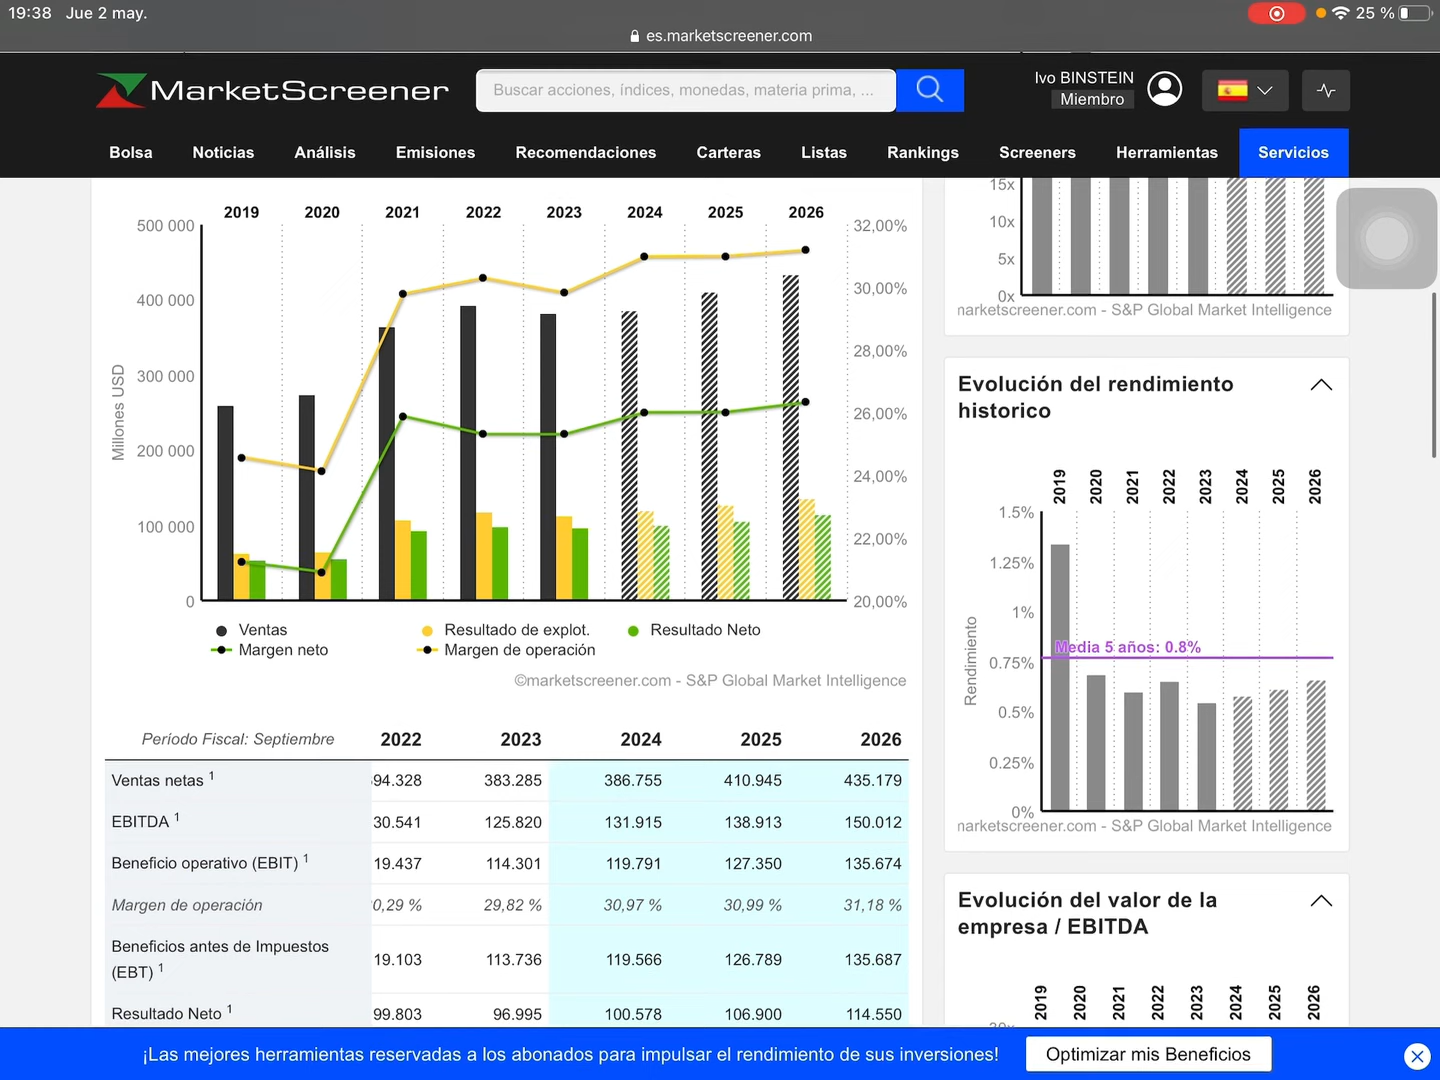 19:38 Jue 2 may.
25 %
es.marketscreener.com
MarketScreener
Buscar acciones, índices, monedas, materia prima, ...
Ivo BINSTEIN
Miembro
Bolsa Noticias Análisis Emisiones Recomendaciones Carteras Listas Rankings Screeners Herramientas Servicios
2019 2020 2021 2022 2023 2024 2025 2026
500 000
400 000
300 000
200 000
100 000
0
Millones USD
32,00%
30,00%
28,00%
26,00%
24,00%
22,00%
20,00%
Ventas Resultado de explot. Resultado Neto
Margen neto Margen de operación
©marketscreener.com - S&P Global Market Intelligence
Período Fiscal: Septiembre 2022 2023 2024 2025 2026
Ventas netas 1 94.328 383.285 386.755 410.945 435.179
EBITDA 1 30.541 125.820 131.915 138.913 150.012
Beneficio operativo (EBIT) 1 19.437 114.301 119.791 127.350 135.674
Margen de operación 0,29 % 29,82 % 30,97 % 30,99 % 31,18 %
Beneficios antes de Impuestos
(EBT) 1 19.103 113.736 119.566 126.789 135.687
Resultado Neto 1 99.803 96.995 100.578 106.900 114.550
15x
10x
5x
0x
marketscreener.com - S&P Global Market Intelligence
Evolución del rendimiento
historico
2019 2020 2021 2022 2023 2024 2025 2026
1.5%
1.25%
1%
0.75%
0.5%
0.25%
0%
Rendimiento
Media 5 años: 0.8%
marketscreener.com - S&P Global Market Intelligence
Evolución del valor de la
empresa / EBITDA
2019 2020 2021 2022 2023 2024 2025 2026
¡Las mejores herramientas reservadas a los abonados para impulsar el rendimiento de sus inversiones!
Optimizar mis Beneficios